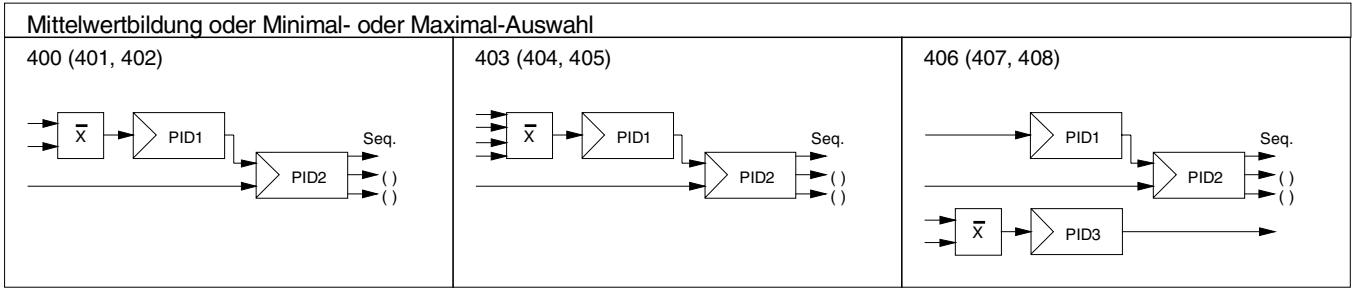 Mittelwertbildung oder Minimal- oder Maximal-Auswahl
400 (401, 402)
X̅
PID1
PID2
Seq.
( )
( )
403 (404, 405)
X̅
PID1
PID2
Seq.
( )
( )
406 (407, 408)
PID1
PID2
Seq.
( )
( )
X̅
PID3